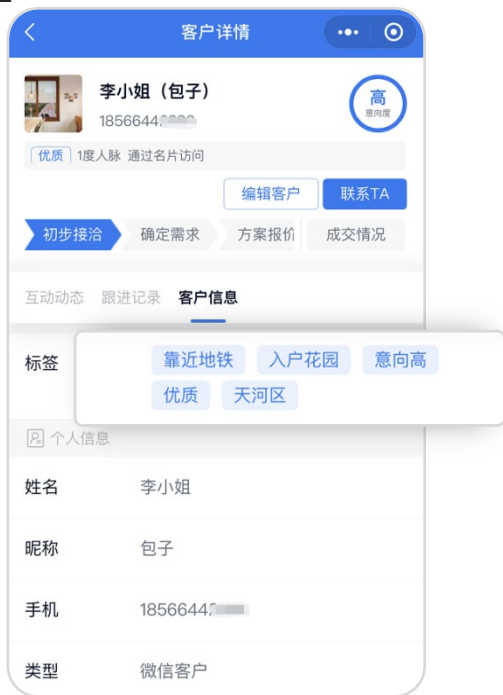 客户详情
李小姐（包子）
18566442
高
意向度
优质 1度人脉 通过名片访问
编辑客户 联系TA
初步接洽 确定需求 方案报价 成交情况
互动动态 跟进记录 客户信息
标签 靠近地铁 入户花园 意向高
优质 天河区
个人信息
姓名 李小姐
昵称 包子
手机 18566442
类型 微信客户